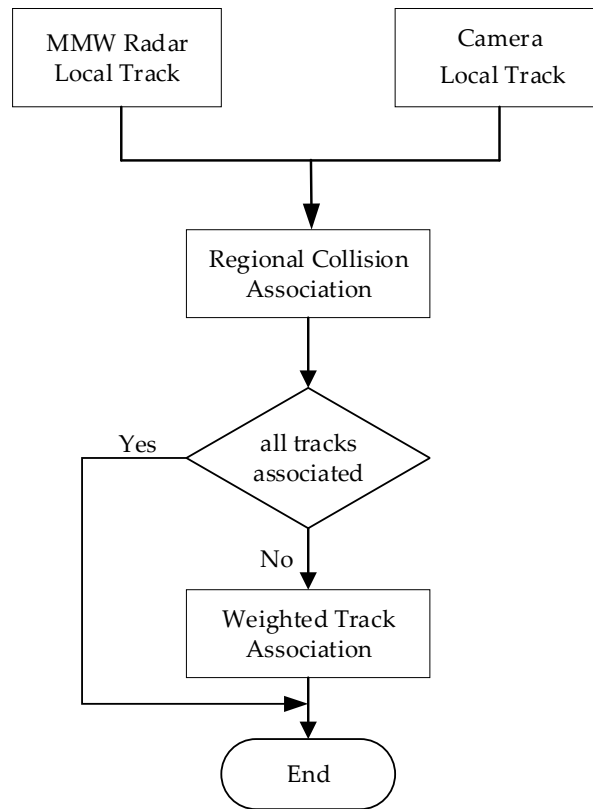 MMW Radar
Local Track
Camera
Local Track
Regional Collision
Association
Yes
all tracks
associated
No
Weighted Track
Association
End